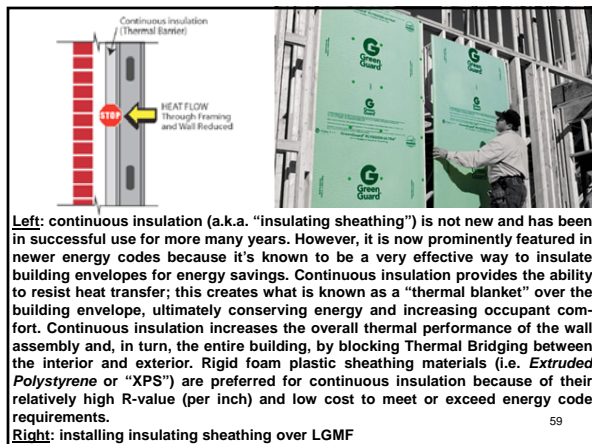 Continuous insulation
(Thermal Barrier)
STOP
HEAT FLOW
Through Framing
and Wall Reduced
G
Green
Guard
G
Green
Guard
G
Green
Guard
G
Green
Guard
Left: continuous insulation (a.k.a. “insulating sheathing”) is not new and has been
in successful use for more many years. However, it is now prominently featured in
newer energy codes because it’s known to be a very effective way to insulate
building envelopes for energy savings. Continuous insulation provides the ability
to resist heat transfer; this creates what is known as a “thermal blanket” over the
building envelope, ultimately conserving energy and increasing occupant com-
fort. Continuous insulation increases the overall thermal performance of the wall
assembly and, in turn, the entire building, by blocking Thermal Bridging between
the interior and exterior. Rigid foam plastic sheathing materials (i.e. Extruded
Polystyrene or “XPS”) are preferred for continuous insulation because of their
relatively high R-value (per inch) and low cost to meet or exceed energy code
requirements.
59
Right: installing insulating sheathing over LGMF